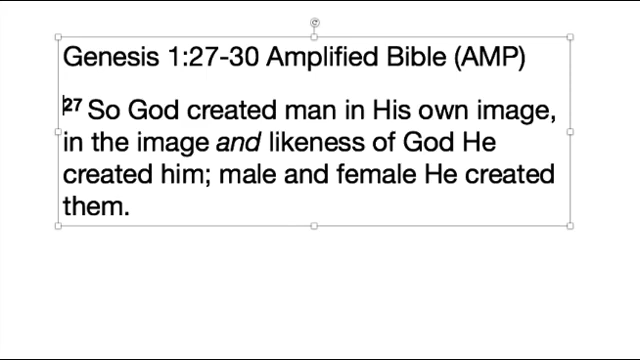 Genesis 1:27-30 Amplified Bible (AMP)
27 So God created man in His own image,
in the image and likeness of God He
created him; male and female He created
them.